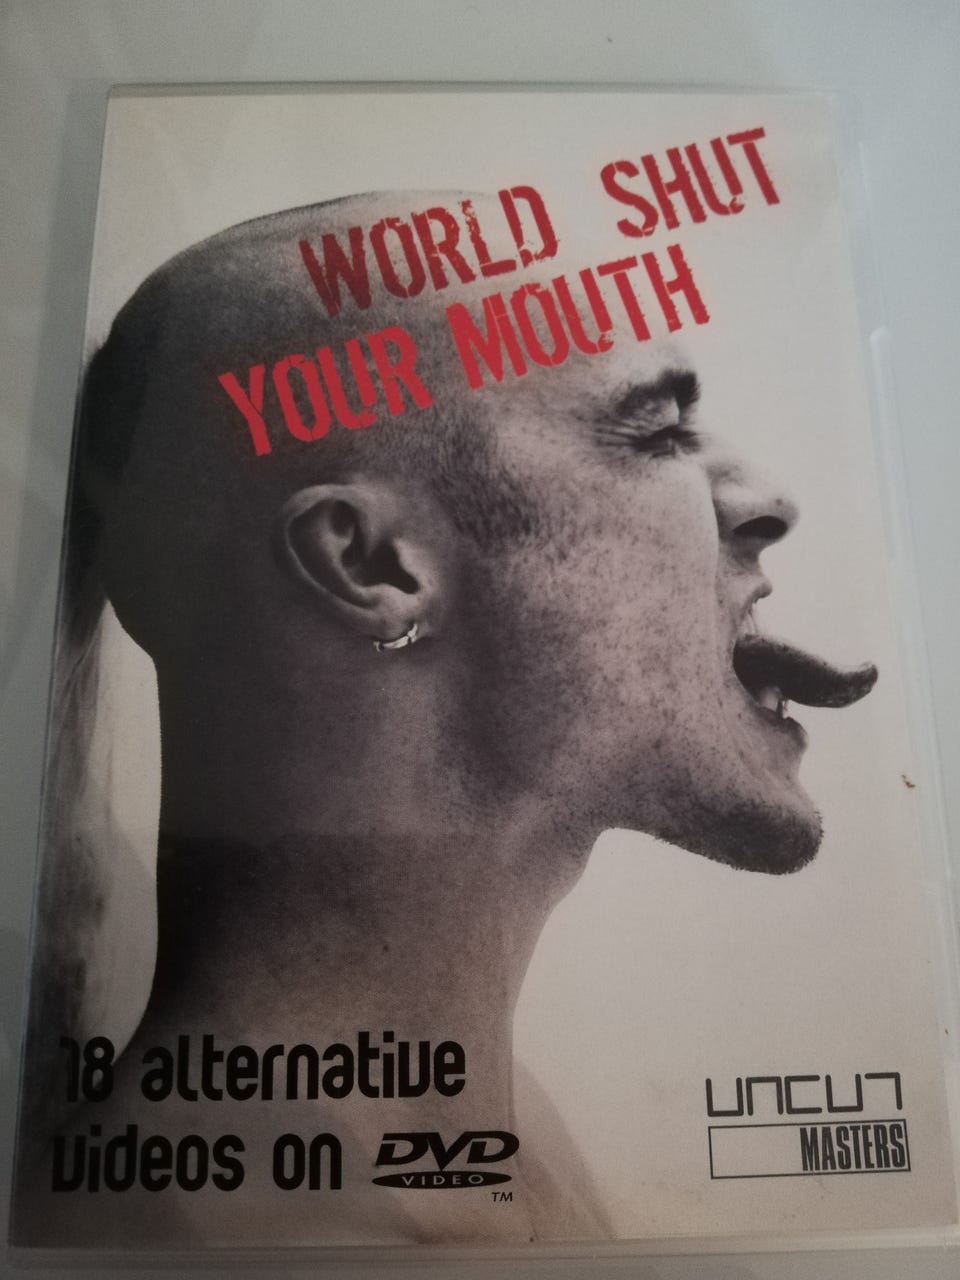 WORLD SHUT
YOUR MOUTH
18 alternative
videos on DVD
VIDEO
TM
UNCUT
MASTERS